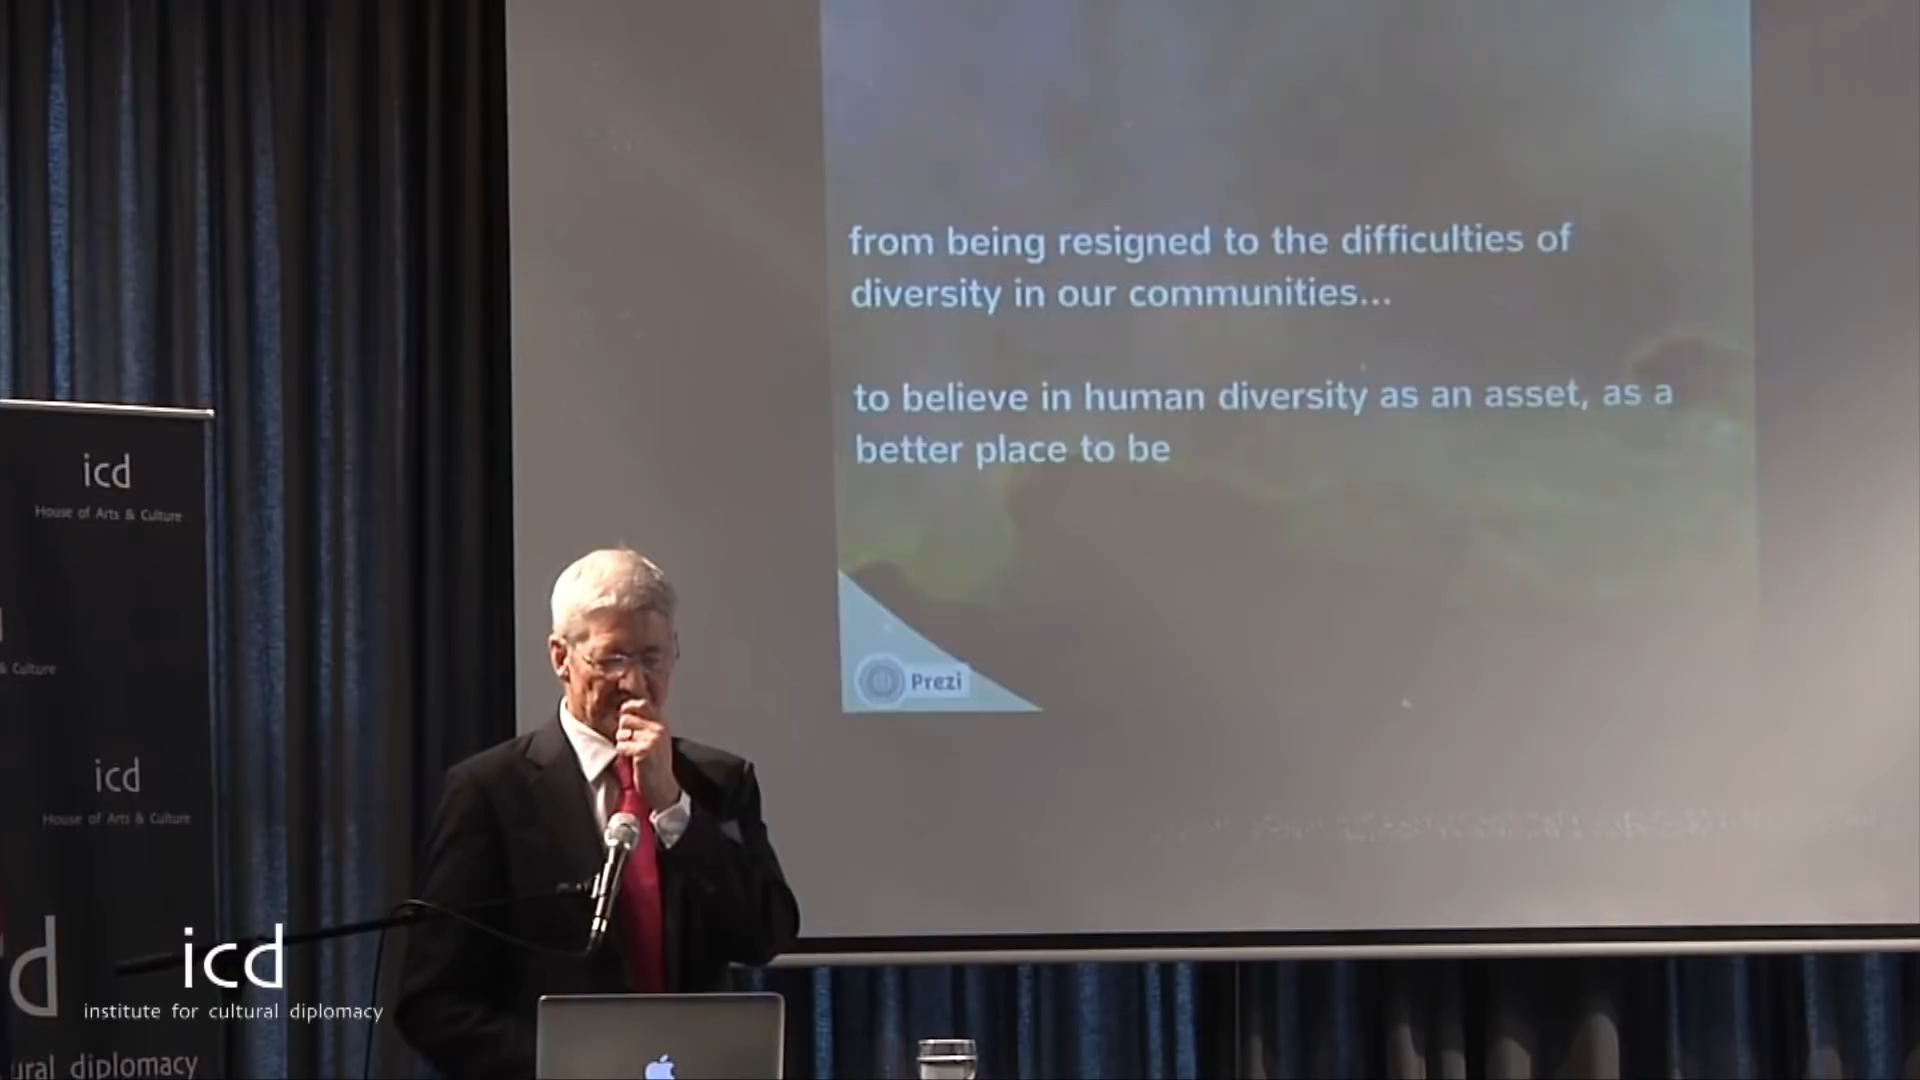 from being resigned to the difficulties of
diversity in our communities...
to believe in human diversity as an asset, as a
better place to be
Prezi
icd
House of Arts & Culture
& Culture
icd
House of Arts & Culture
d
icd
institute for cultural diplomacy
ural diplomacy